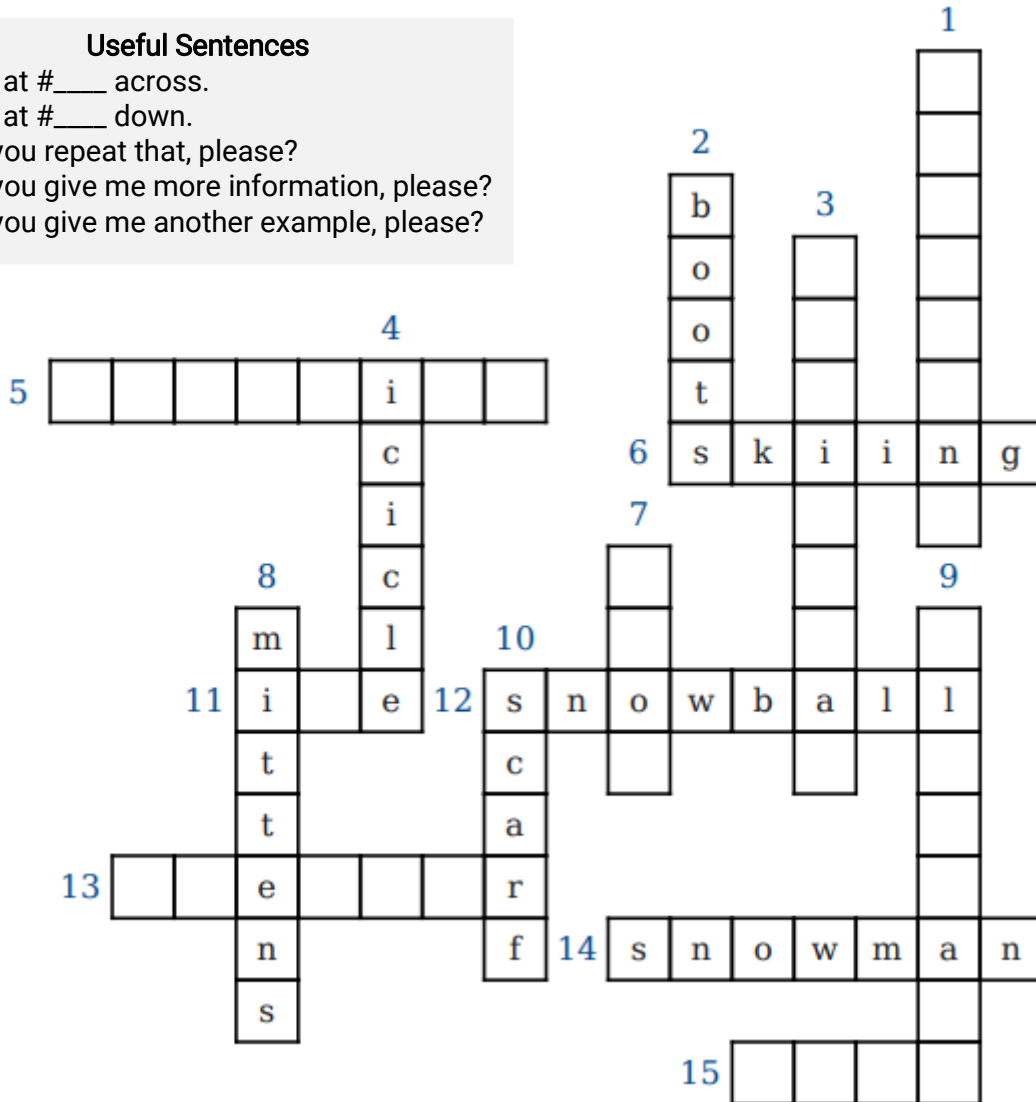 Useful Sentences
at #____ across.
at #____ down.
you repeat that, please?
you give me more information, please?
you give me another example, please?
1
2
b
3
o
4
o
5
i
t
c
6
s k i i n g
i
7
8
c
9
m
l
10
11
i
e
12
s n o w b a l l
t
c
t
a
13
e
r
n
f
14
s n o w m a n
s
15